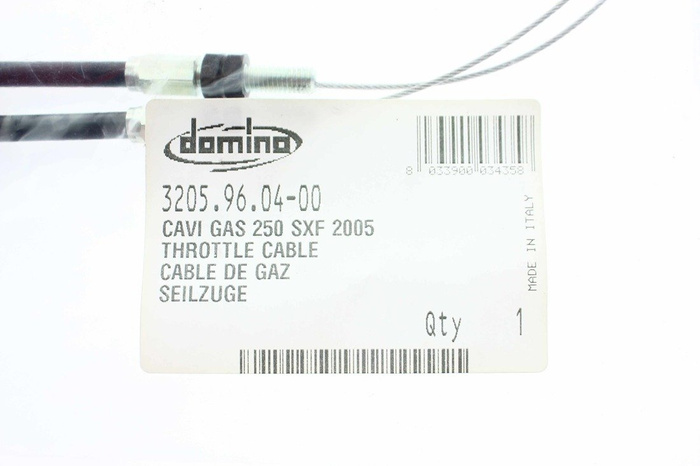 domino
8 033900 034358
3205.96.04-00
CAVI GAS 250 SXF 2005
THROTTLE CABLE
CABLE DE GAZ
SEILZUGE
MADE IN ITALY
Qty 1